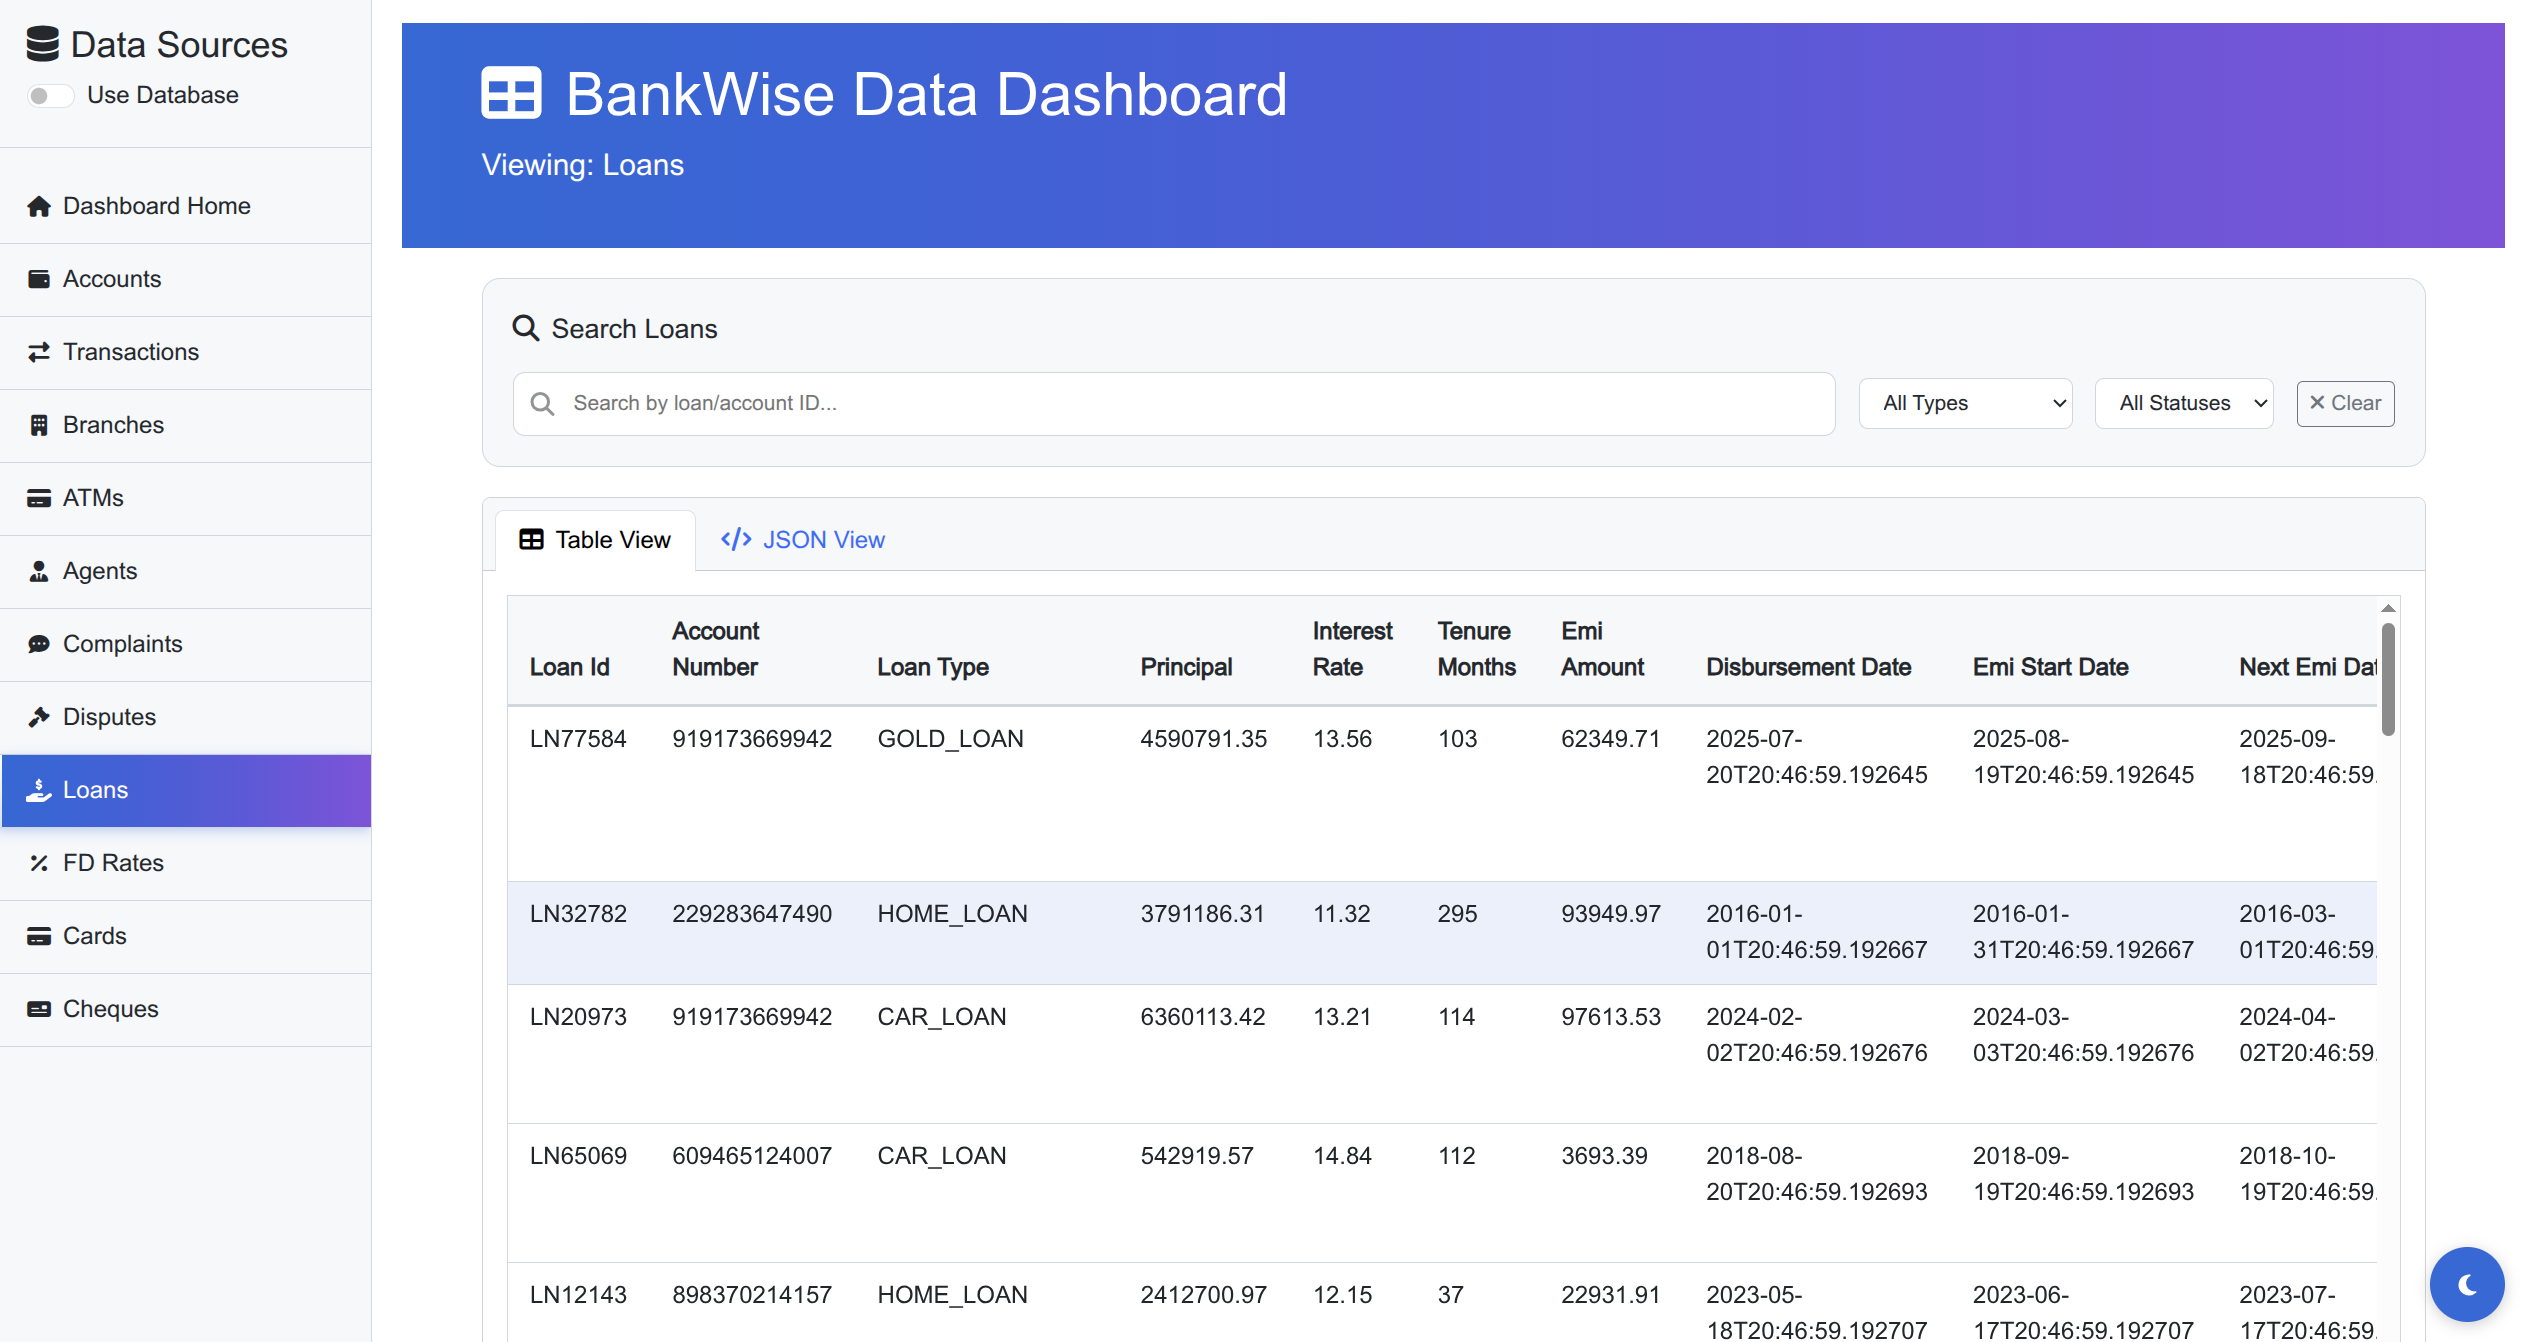 Data Sources
Use Database
Dashboard Home
Accounts
Transactions
Branches
ATMs
Agents
Complaints
Disputes
Loans
FD Rates
Cards
Cheques
BankWise Data Dashboard
Viewing: Loans
Search Loans
Search by loan/account ID...
All Types
All Statuses
Clear
Table View
</> JSON View
Loan Id Account Number Loan Type Principal Interest Rate Tenure Months Emi Amount Disbursement Date Emi Start Date Next Emi Dat
LN77584 919173669942 GOLD_LOAN 4590791.35 13.56 103 62349.71 2025-07- 2025-08- 2025-09-
20T20:46:59.192645 19T20:46:59.192645 18T20:46:59.
LN32782 229283647490 HOME_LOAN 3791186.31 11.32 295 93949.97 2016-01- 2016-01- 2016-03-
01T20:46:59.192667 31T20:46:59.192667 01T20:46:59.
LN20973 919173669942 CAR_LOAN 6360113.42 13.21 114 97613.53 2024-02- 2024-03- 2024-04-
02T20:46:59.192676 03T20:46:59.192676 02T20:46:59.
LN65069 609465124007 CAR_LOAN 542919.57 14.84 112 3693.39 2018-08- 2018-09- 2018-10-
20T20:46:59.192693 19T20:46:59.192693 19T20:46:59.
LN12143 898370214157 HOME_LOAN 2412700.97 12.15 37 22931.91 2023-05- 2023-06- 2023-07-
18T20:46:59.192707 17T20:46:59.192707 17T20:46:59.